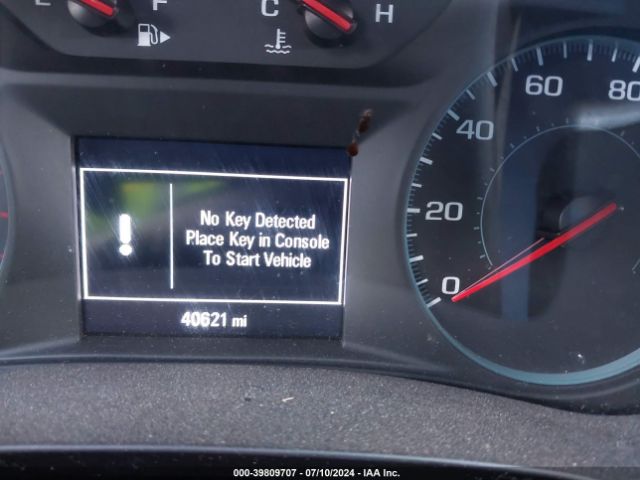 E F C H
60 80
40
20
0
No Key Detected
Place Key in Console
To Start Vehicle
40621 mi
000-39809707 - 07/10/2024 - IAA Inc.